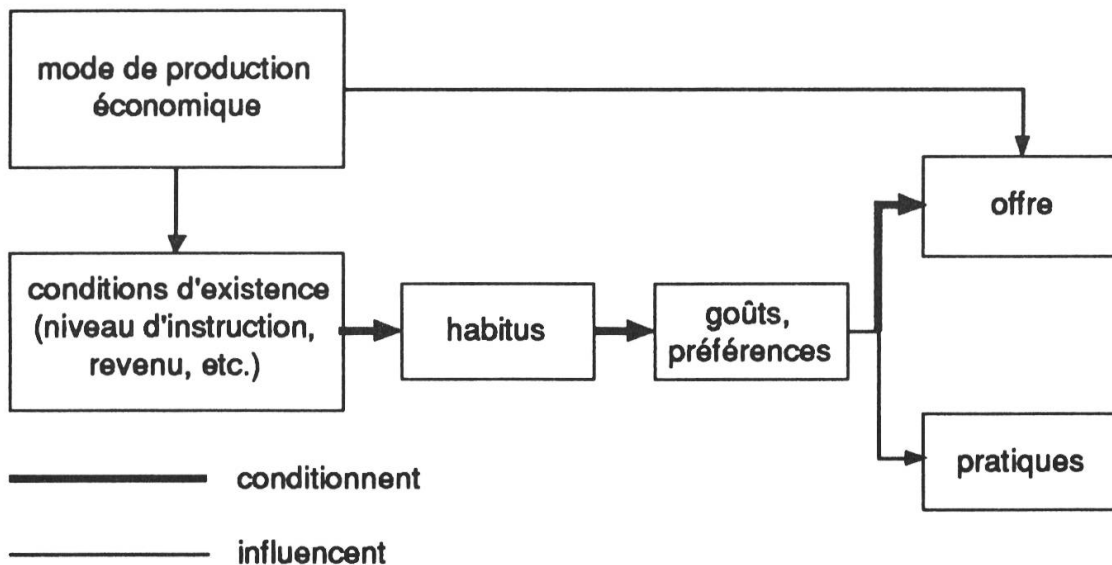 mode de production
économique
offre
conditions d'existence
(niveau d'instruction,
revenu, etc.)
habitus
goûts,
préférences
pratiques
conditionnent
influencent